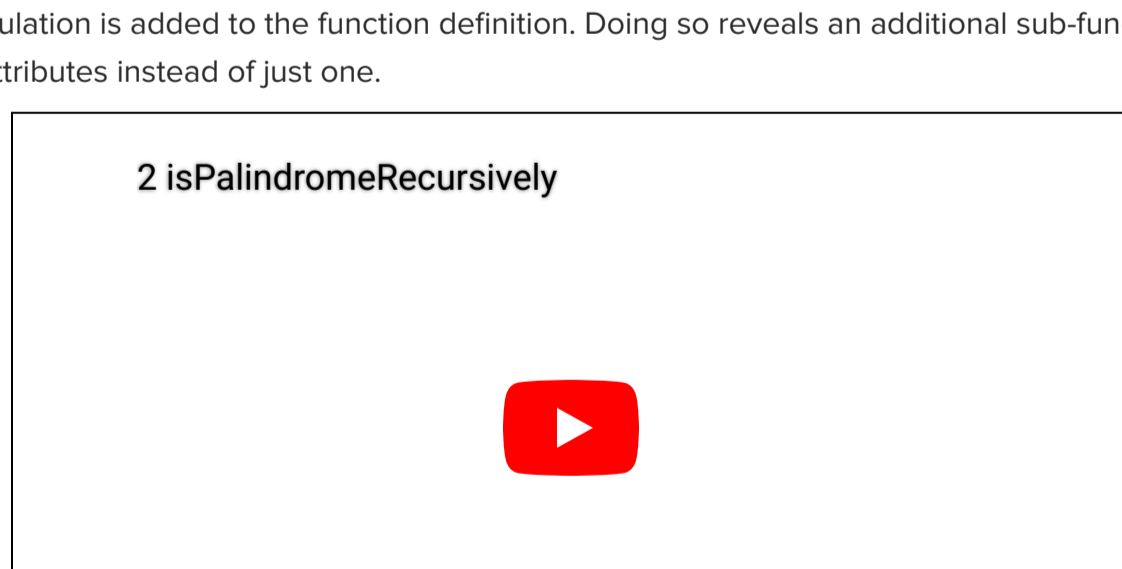 ulation is added to the function definition. Doing so reveals an additional sub-fun
tributes instead of just one.
2 isPalindromeRecursively